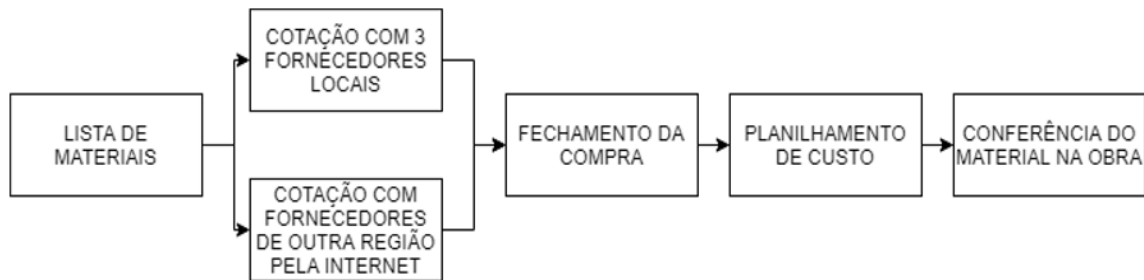 LISTA DE
MATERIAIS
COTAÇÃO COM 3
FORNECEDORES
LOCAIS
COTAÇÃO COM
FORNECEDORES
DE OUTRA REGIÃO
PELA INTERNET
FECHAMENTO DA
COMPRA
PLANILHAMENTO
DE CUSTO
CONFERÊNCIA DO
MATERIAL NA OBRA